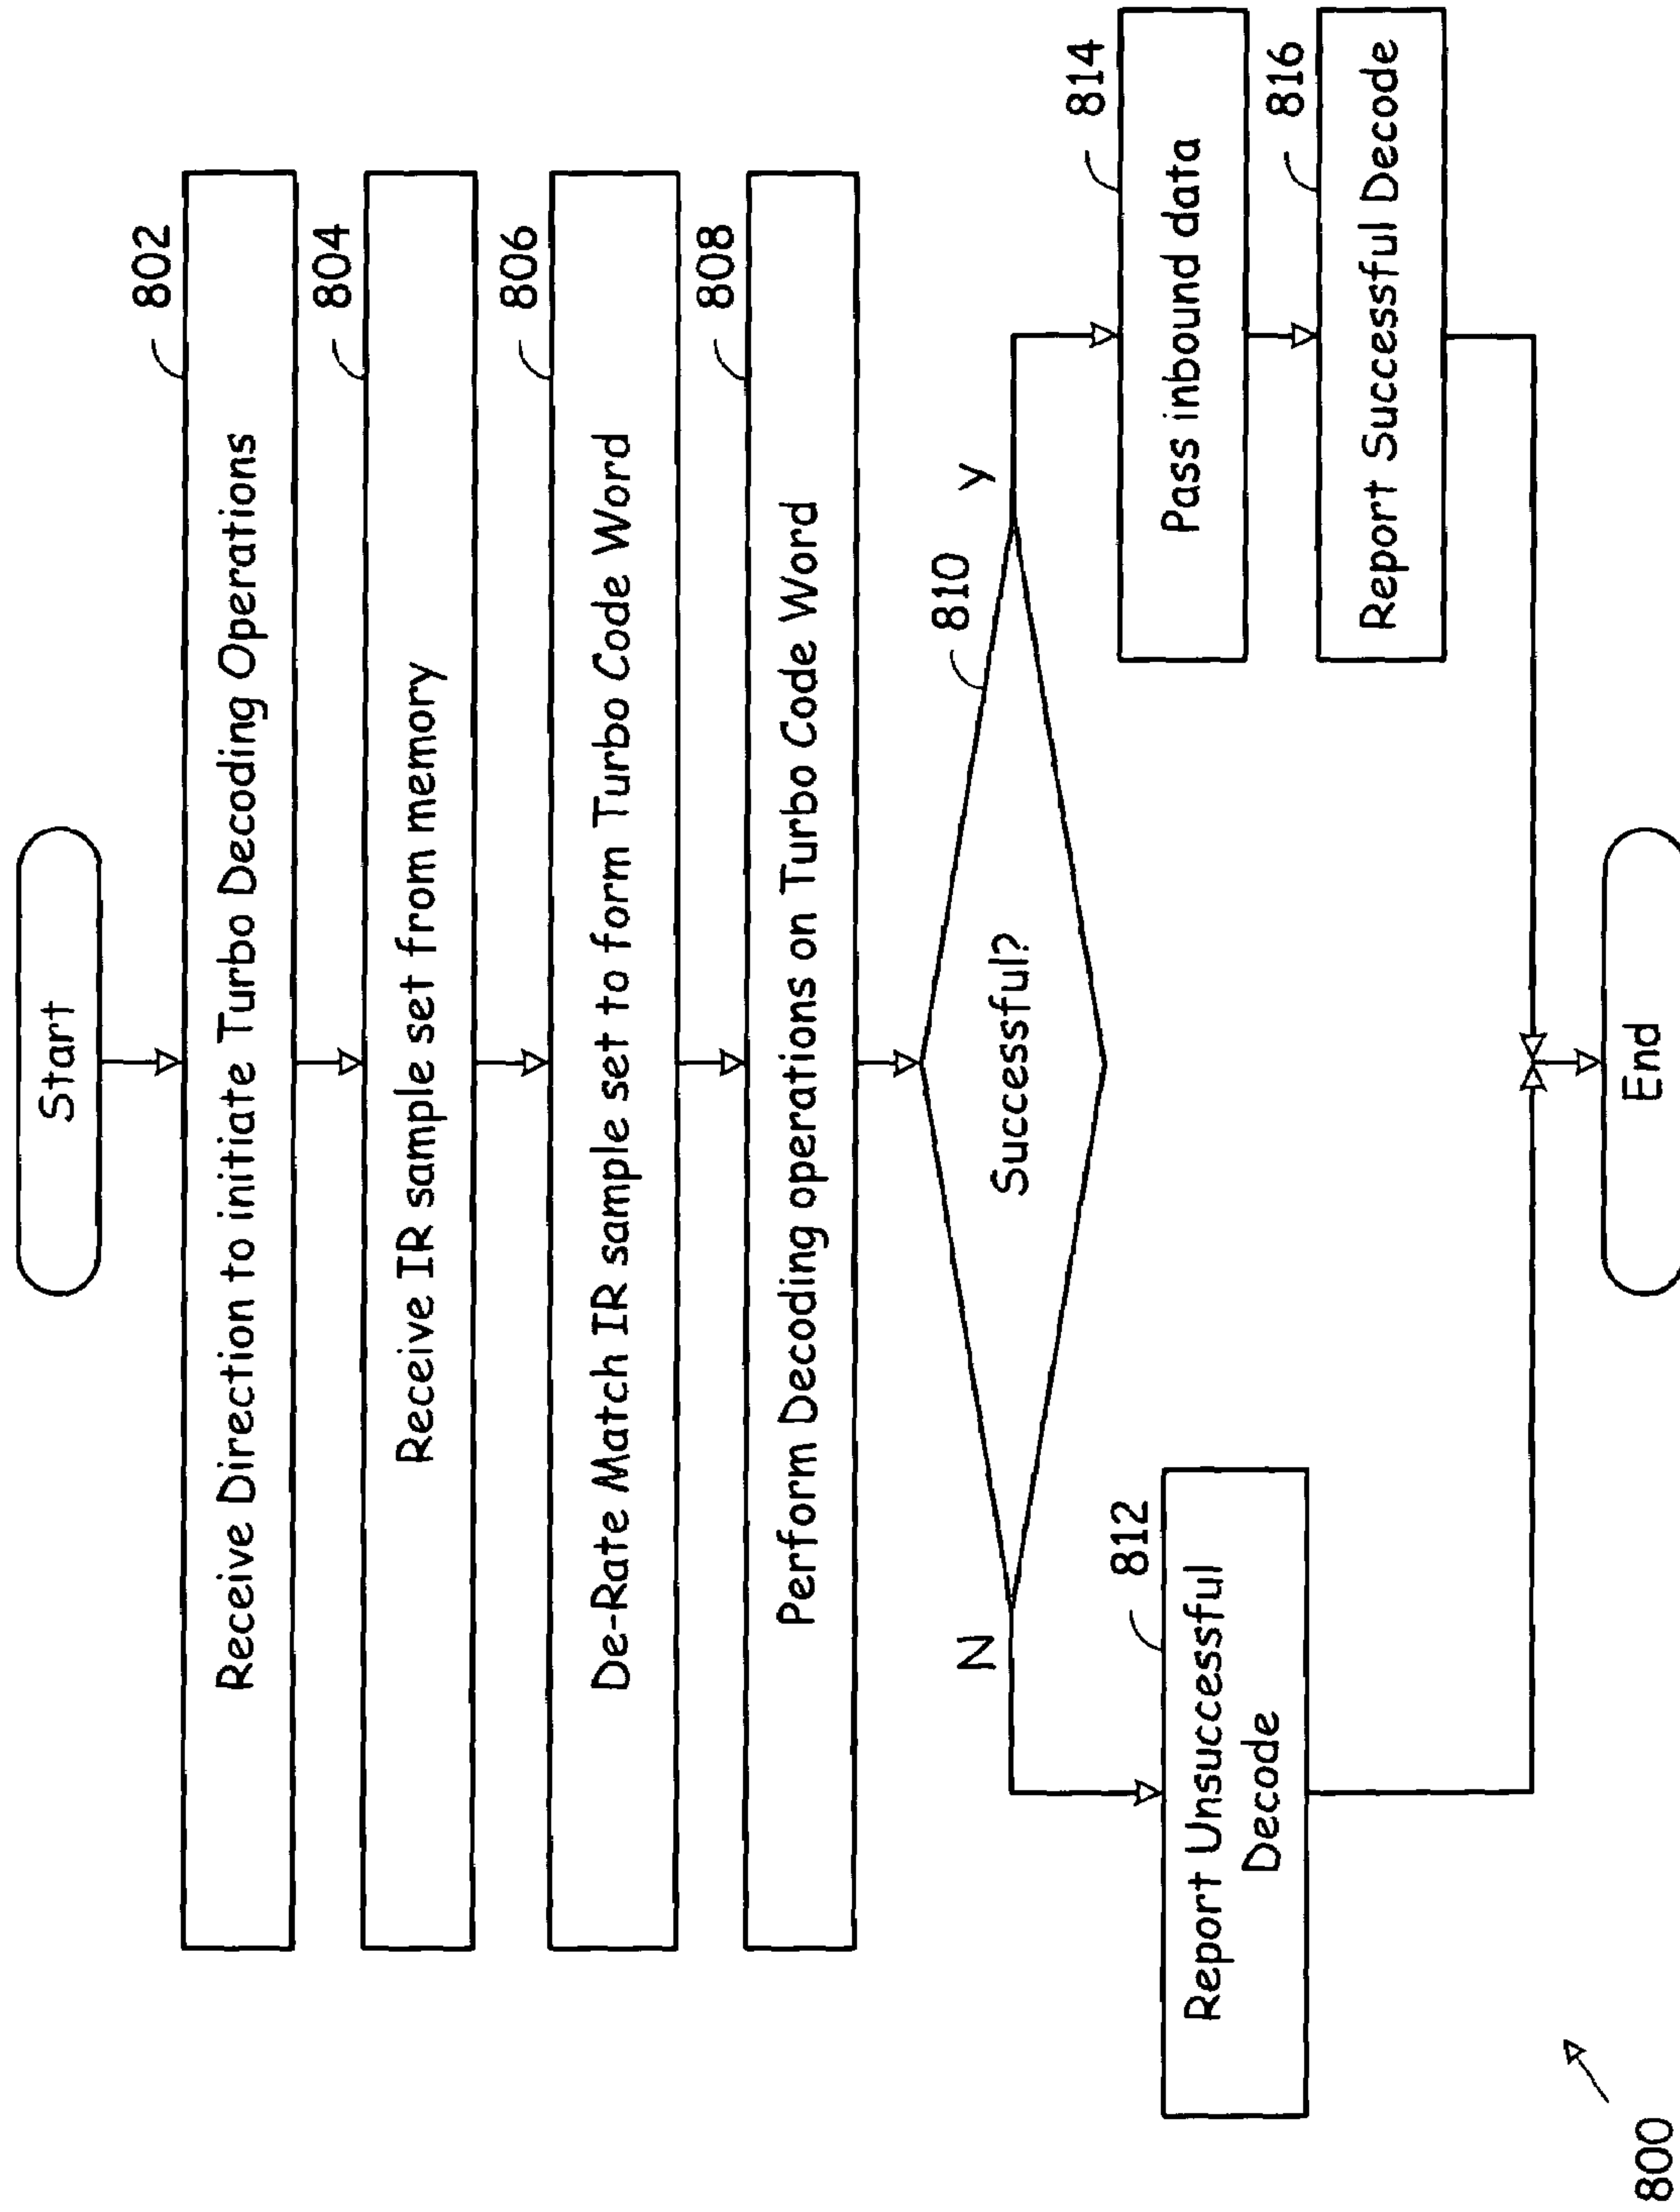 Start
802
Receive Direction to initiate Turbo Decoding Operations
804
Receive IR sample set from memory
806
De-Rate Match IR sample set to form Turbo Code Word
808
Perform Decoding operations on Turbo Code Word
810
Successful?
N
Y
812
Report Unsuccessful
Decode
814
Pass inbound data
816
Report Successful Decode
End
800